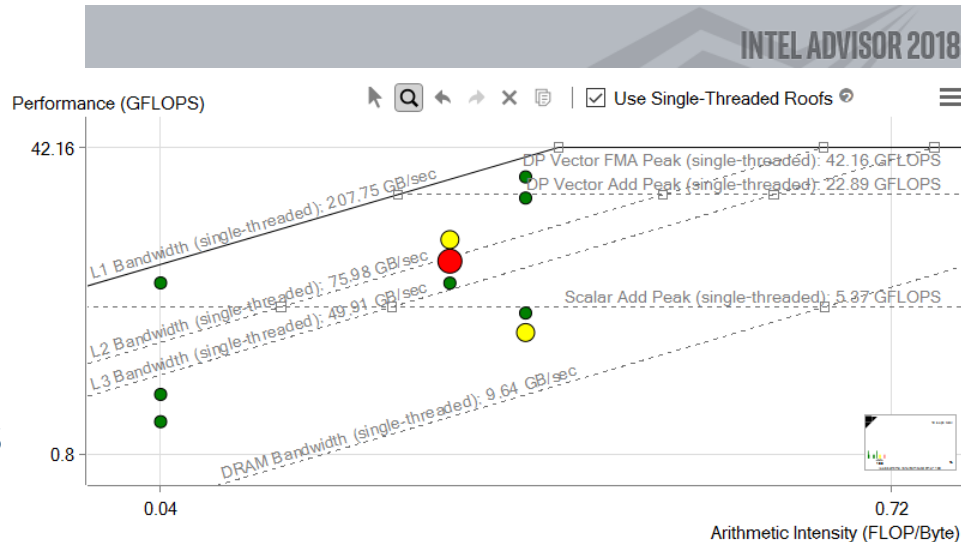 INTEL ADVISOR 2018
Performance (GFLOPS)
Use Single-Threaded Roofs
42.16
DP Vector FMA Peak (single-threaded): 42.16 GFLOPS
DP Vector Add Peak (single-threaded): 22.89 GFLOPS
L1 Bandwidth (single-threaded): 207.75 GB/sec
L2 Bandwidth (single-threaded): 75.98 GB/sec
Scalar Add Peak (single-threaded): 5.37 GFLOPS
L3 Bandwidth (single-threaded): 49.91 GB/sec
DRAM Bandwidth (single-threaded): 9.64 GB/sec
0.8
0.04
0.72
Arithmetic Intensity (FLOP/Byte)